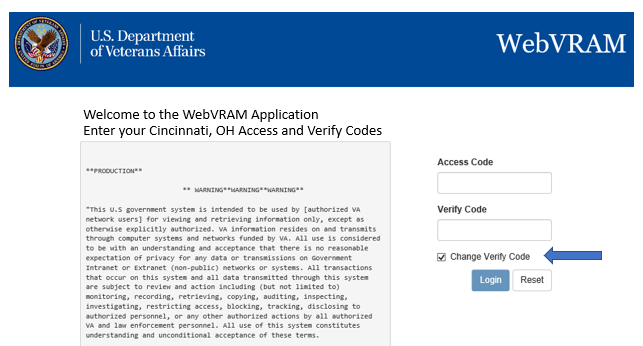 U.S. Department
of Veterans Affairs
WebVRAM
Welcome to the WebVRAM Application
Enter your Cincinnati, OH Access and Verify Codes
**PRODUCTION**
** WARNING**WARNING**WARNING**
"This U.S government system is intended to be used by [authorized VA
network users] for viewing and retrieving information only, except as
otherwise explicitly authorized. VA information resides on and transmits
through computer systems and networks funded by VA. All use is considered
to be with an understanding and acceptance that there is no reasonable
expectation of privacy for any data or transmissions on Government
Intranet or Extranet (non-public) networks or systems. All transactions
that occur on this system and all data transmitted through this system
are subject to review and action including (but not limited to)
monitoring, recording, retrieving, copying, auditing, inspecting,
investigating, restricting access, blocking, tracking, disclosing to
authorized personnel, or any other authorized actions by all authorized
VA and law enforcement personnel. All use of this system constitutes
understanding and unconditional acceptance of these terms.
Access Code
Verify Code
Change Verify Code
Login Reset